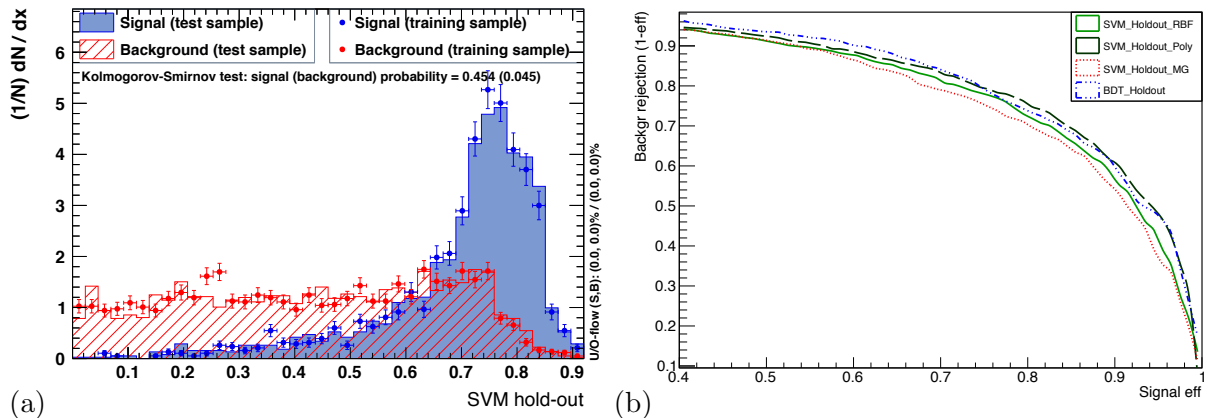 Signal (test sample)
Background (test sample)
Signal (training sample)
Background (training sample)
Kolmogorov-Smirnov test: signal (background) probability = 0.454 (0.045)
(1/N) dN / dx
6
5
4
3
2
1
0
0.1 0.2 0.3 0.4 0.5 0.6 0.7 0.8 0.9
SVM hold-out
U/O-flow (S,B): (0.0, 0.0)% / (0.0, 0.0)%
(a)
SVM_Holdout_RBF
SVM_Holdout_Poly
SVM_Holdout_MG
BDT_Holdout
Backgr rejection (1-eff)
0.9
0.8
0.7
0.6
0.5
0.4
0.3
0.2
0.1
0.4 0.5 0.6 0.7 0.8 0.9 1
Signal eff
(b)